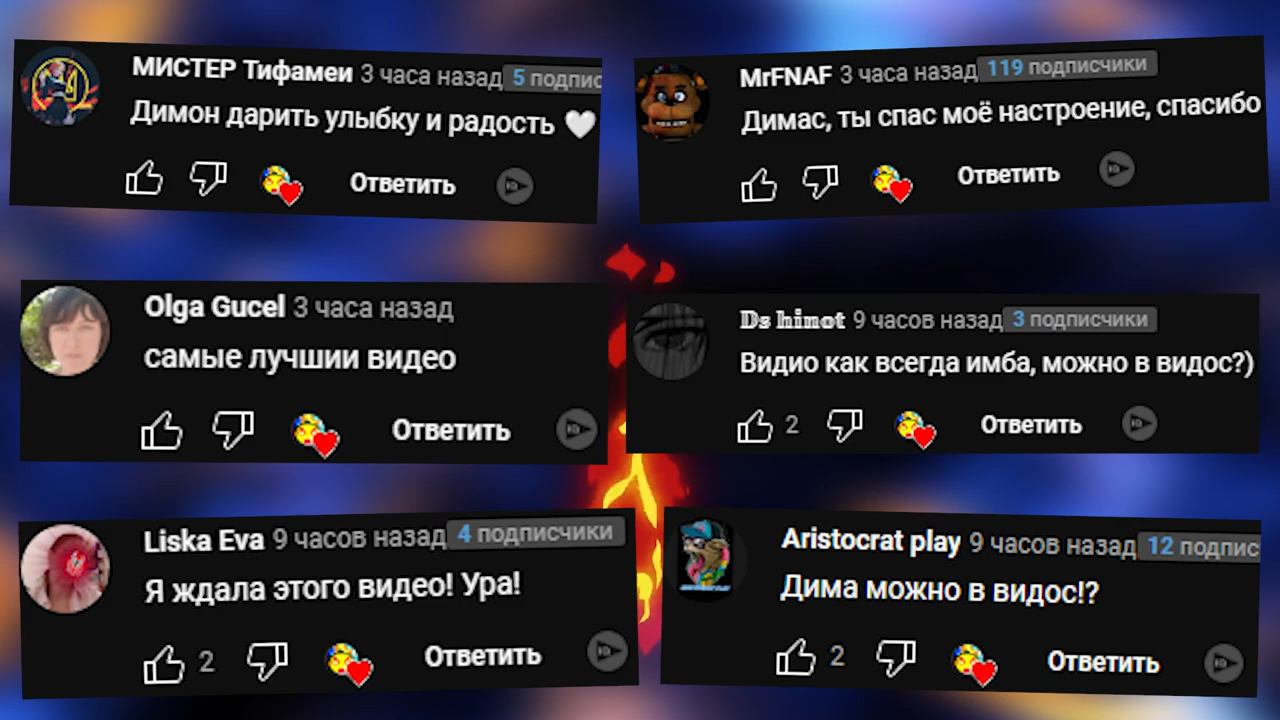 МИСТЕР Тифамеи 3 часа назад 5 подпис
Димон дарить улыбку и радость
Ответить
MrFNAF 3 часа назад 119 подписчики
Димас, ты спас моё настроение, спасибо
Ответить
Olga Gucel 3 часа назад
самые лучшии видео
Ответить
Ds hinot 9 часов назад 3 подписчики
Видио как всегда имба, можно в видос?)
2 Ответить
Liska Eva 9 часов назад 4 подписчики
Я ждала этого видео! Ура!
2 Ответить
Aristocrat play 9 часов назад 12 подпис
Дима можно в видос!?
2 Ответить